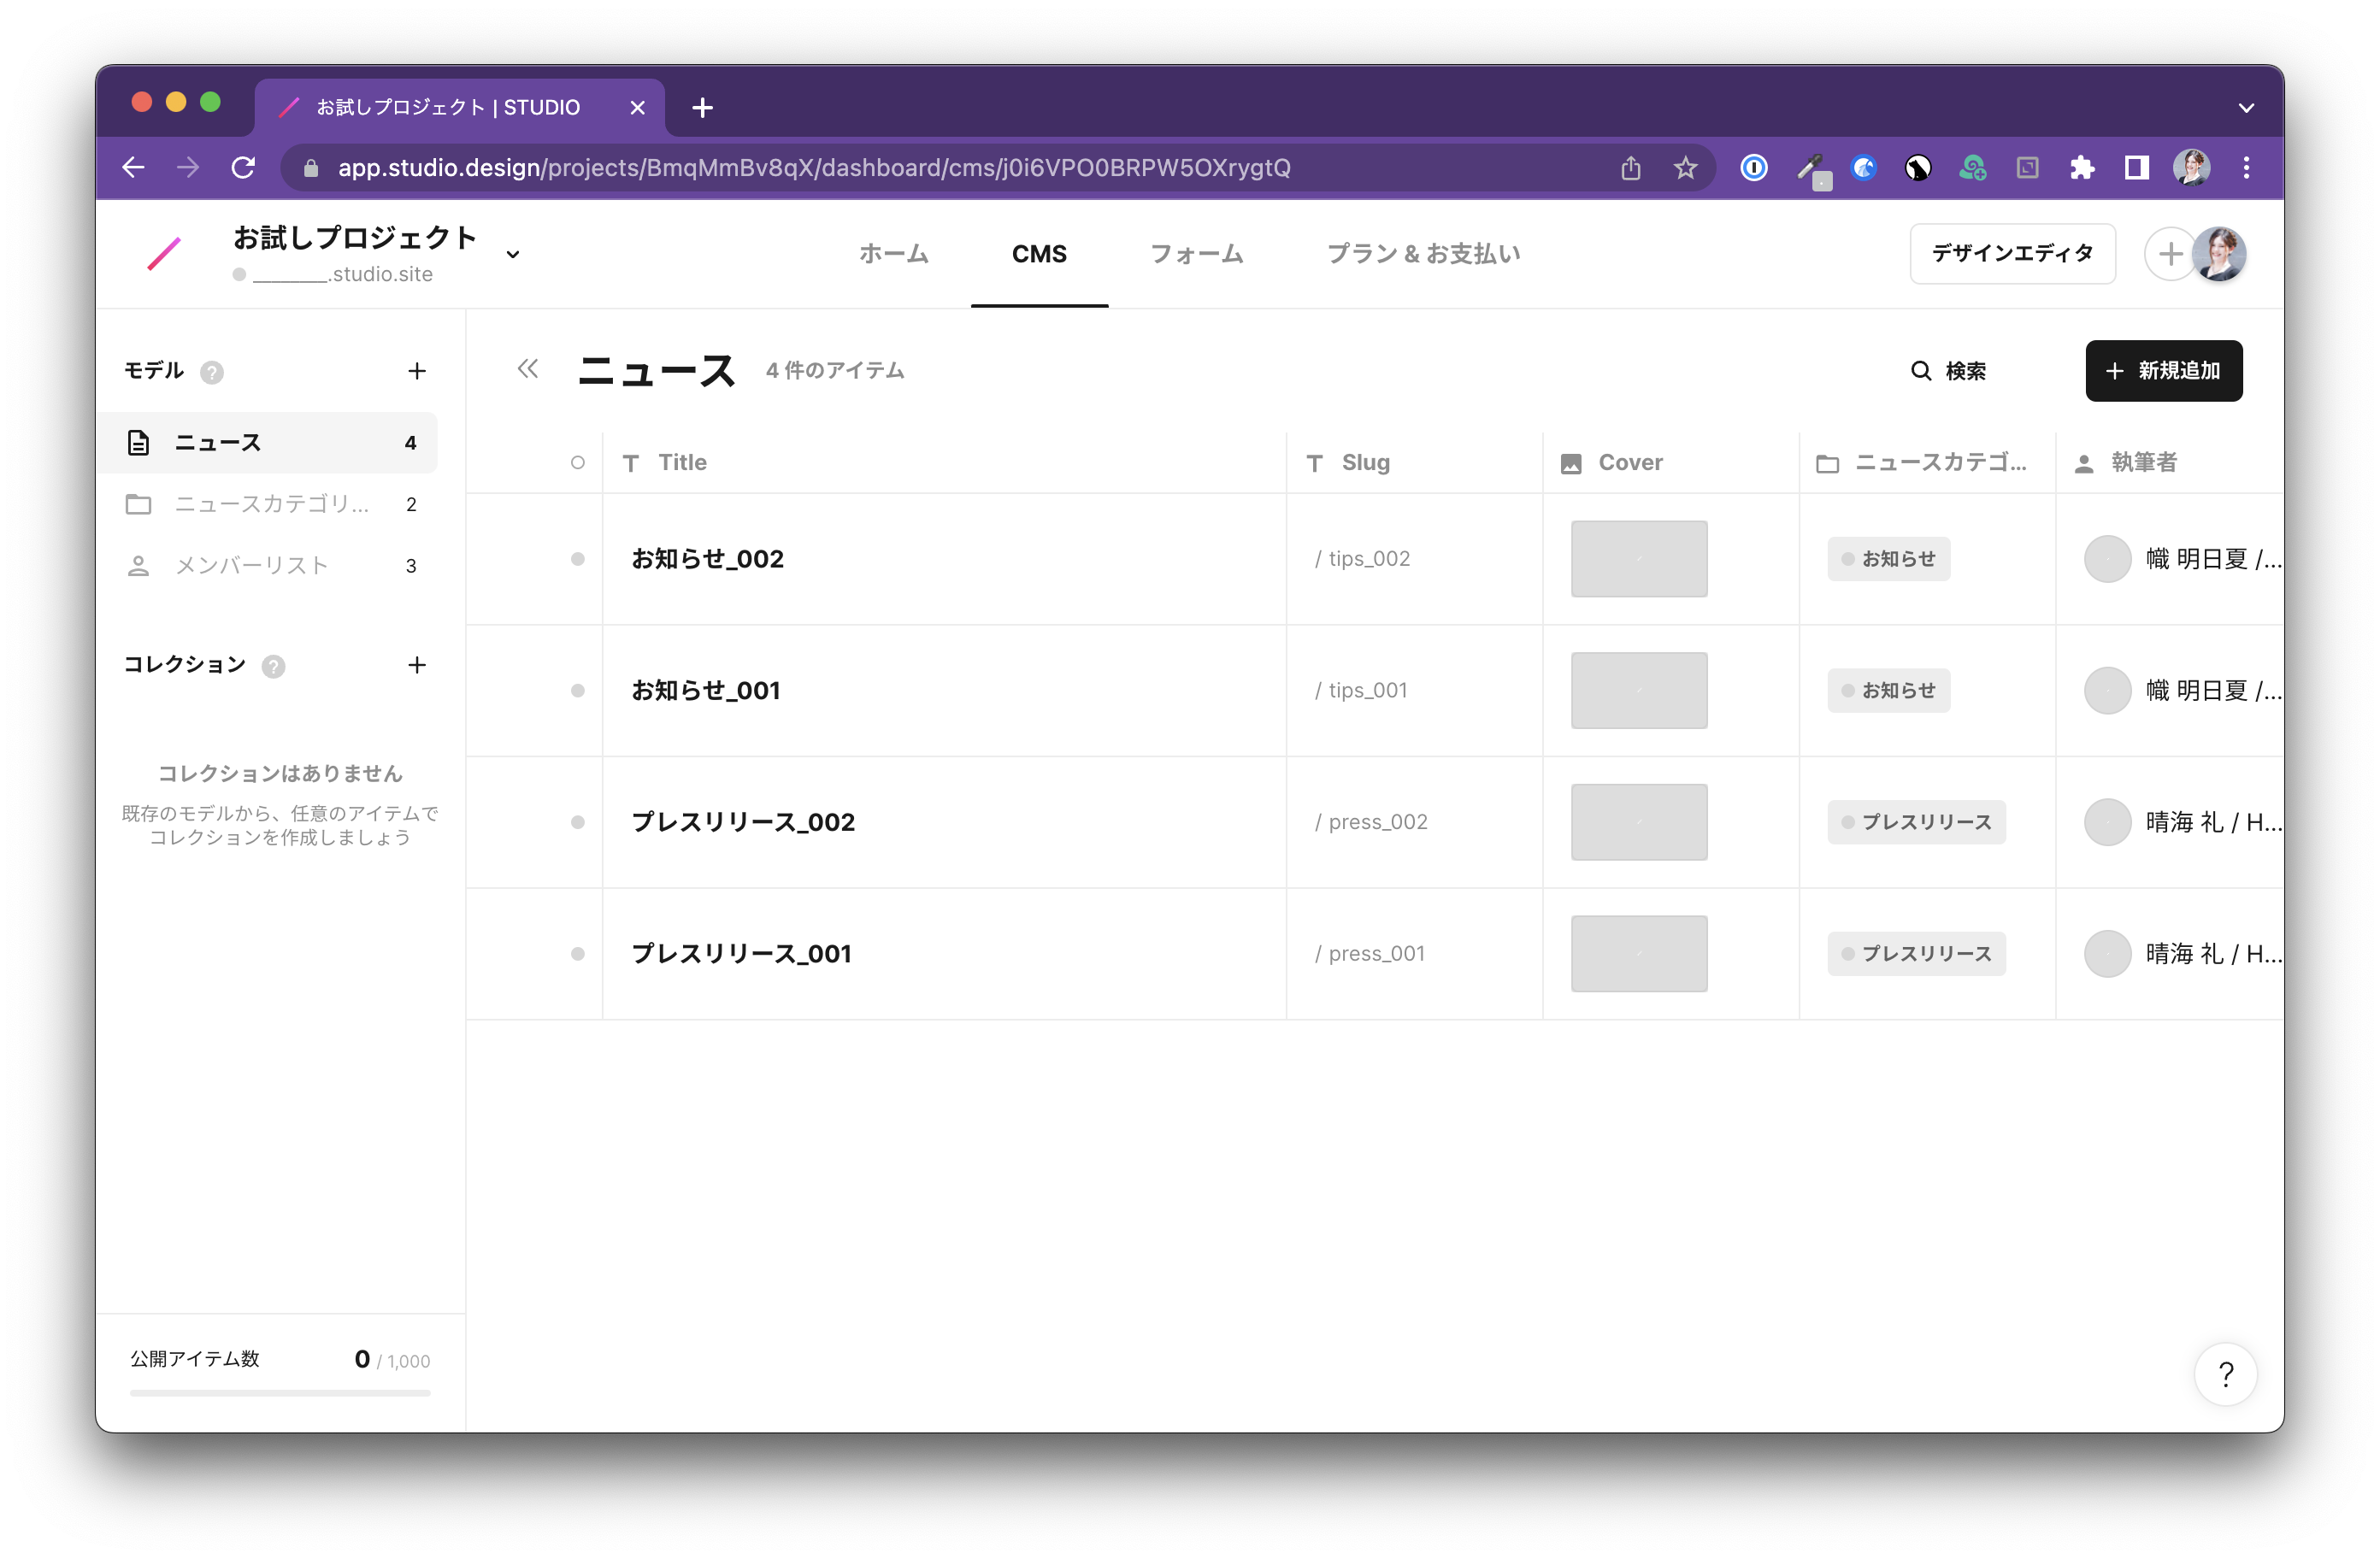 お試しプロジェクト | STUDIO
app.studio.design/projects/BmqMmBv8qX/dashboard/cms/j0i6VPO0BRPW5OXrygtQ
お試しプロジェクト
________.studio.site
ホーム
CMS
フォーム
プラン & お支払い
デザインエディタ
モデル ?
ニュース 4
ニュースカテゴリ... 2
メンバーリスト 3
コレクション ?
コレクションはありません
既存のモデルから、任意のアイテムで
コレクションを作成しましょう
公開アイテム数 0 / 1,000
ニュース 4 件のアイテム
検索
+ 新規追加
Title Slug Cover ニュースカテゴ... 執筆者
お知らせ_002 / tips_002 お知らせ 幟 明日夏 /...
お知らせ_001 / tips_001 お知らせ 幟 明日夏 /...
プレスリリース_002 / press_002 プレスリリース 晴海 礼 / H...
プレスリリース_001 / press_001 プレスリリース 晴海 礼 / H...
?